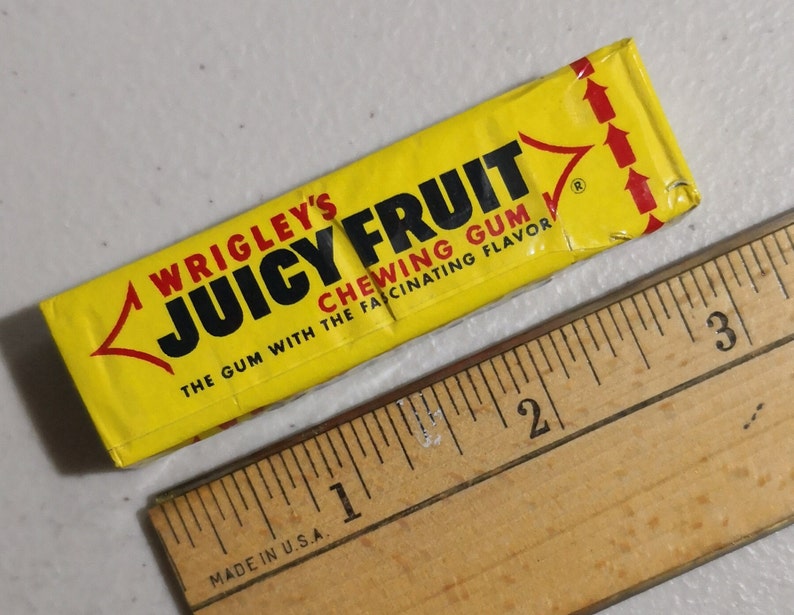 WRIGLEY'S
JUICY FRUIT
CHEWING GUM
®
THE GUM WITH THE FASCINATING FLAVOR
1 2 3
MADE IN U.S.A.